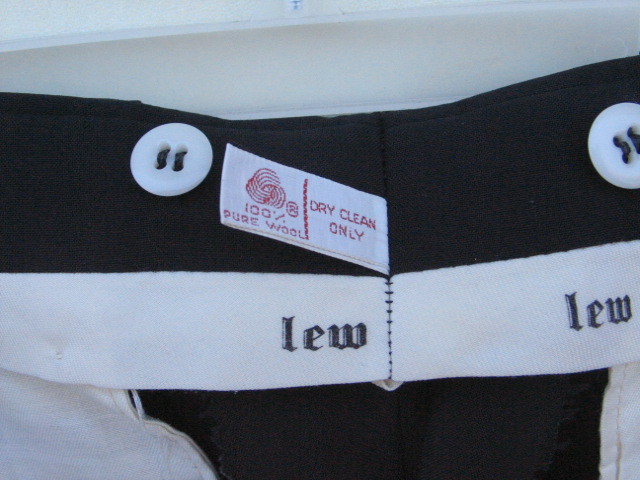 100% ®
PURE WOOL
DRY CLEAN
ONLY
lew
lew